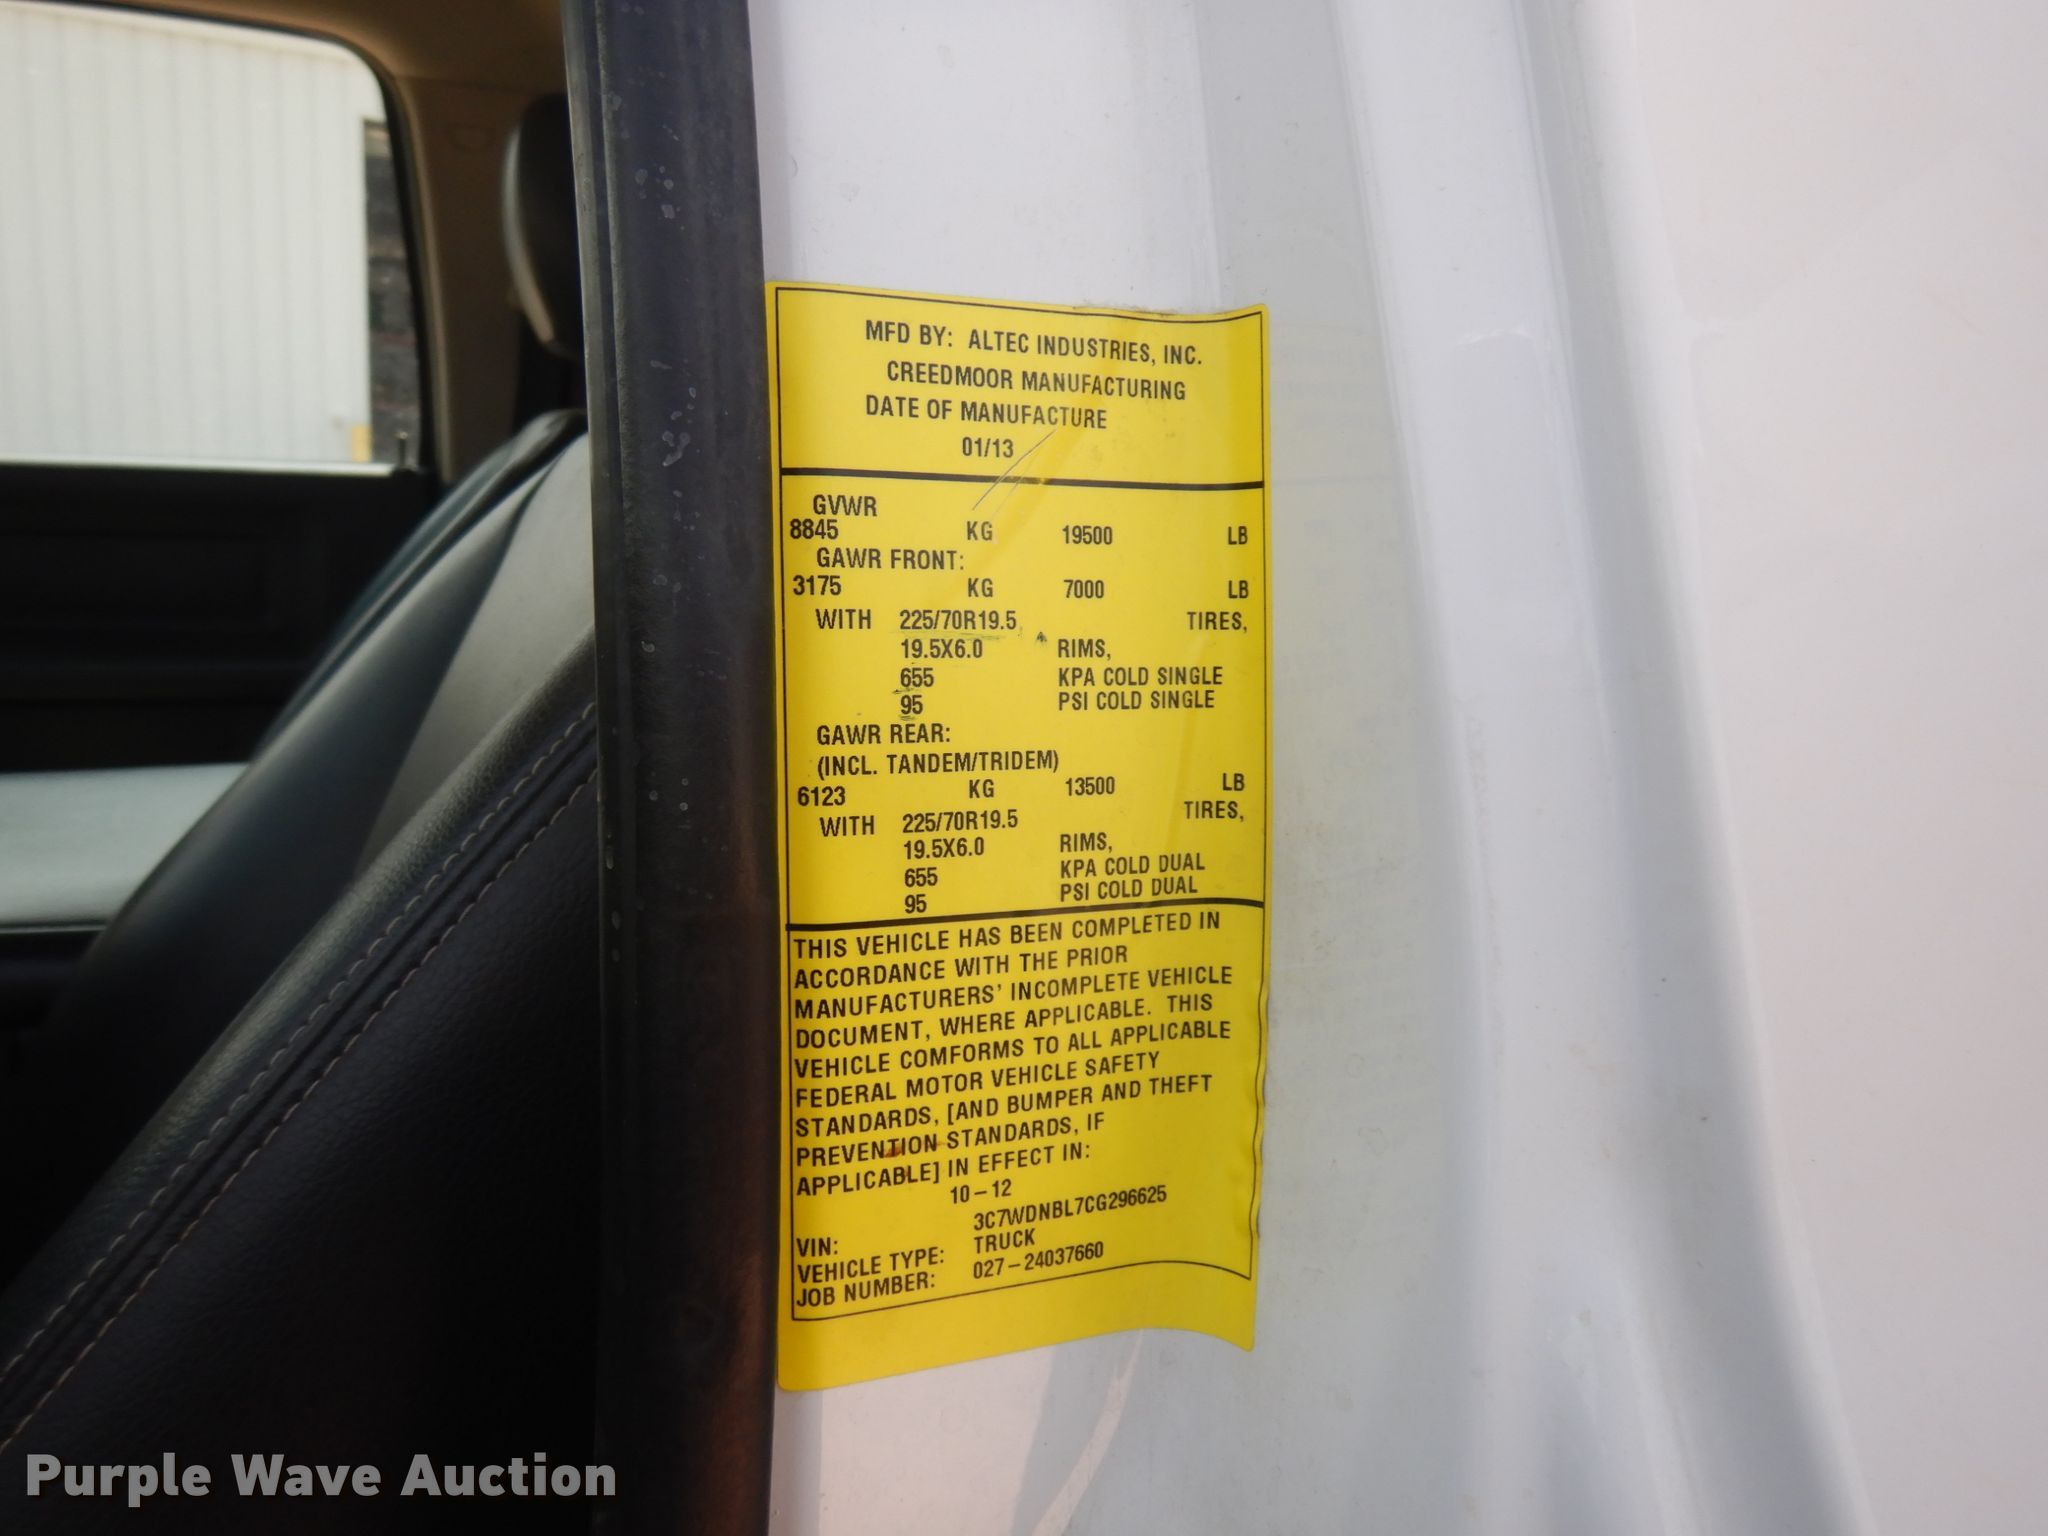 MFD BY: ALTEC INDUSTRIES, INC.
CREEDMOOR MANUFACTURING
DATE OF MANUFACTURE
01/13
GVWR
8845 KG 19500 LB
GAWR FRONT:
3175 KG 7000 LB
WITH 225/70R19.5 TIRES,
19.5X6.0 RIMS,
655 KPA COLD SINGLE
95 PSI COLD SINGLE
GAWR REAR:
(INCL. TANDEM/TRIDEM)
6123 KG 13500 LB
WITH 225/70R19.5 TIRES,
19.5X6.0 RIMS,
655 KPA COLD DUAL
95 PSI COLD DUAL
THIS VEHICLE HAS BEEN COMPLETED IN
ACCORDANCE WITH THE PRIOR
MANUFACTURERS' INCOMPLETE VEHICLE
DOCUMENT, WHERE APPLICABLE. THIS
VEHICLE COMFORMS TO ALL APPLICABLE
FEDERAL MOTOR VEHICLE SAFETY
STANDARDS, [AND BUMPER AND THEFT
PREVENTION STANDARDS, IF
APPLICABLE] IN EFFECT IN:
10-12
VIN: 3C7WDNBL7CG296625
VEHICLE TYPE: TRUCK
JOB NUMBER: 027-24037660
Purple Wave Auction